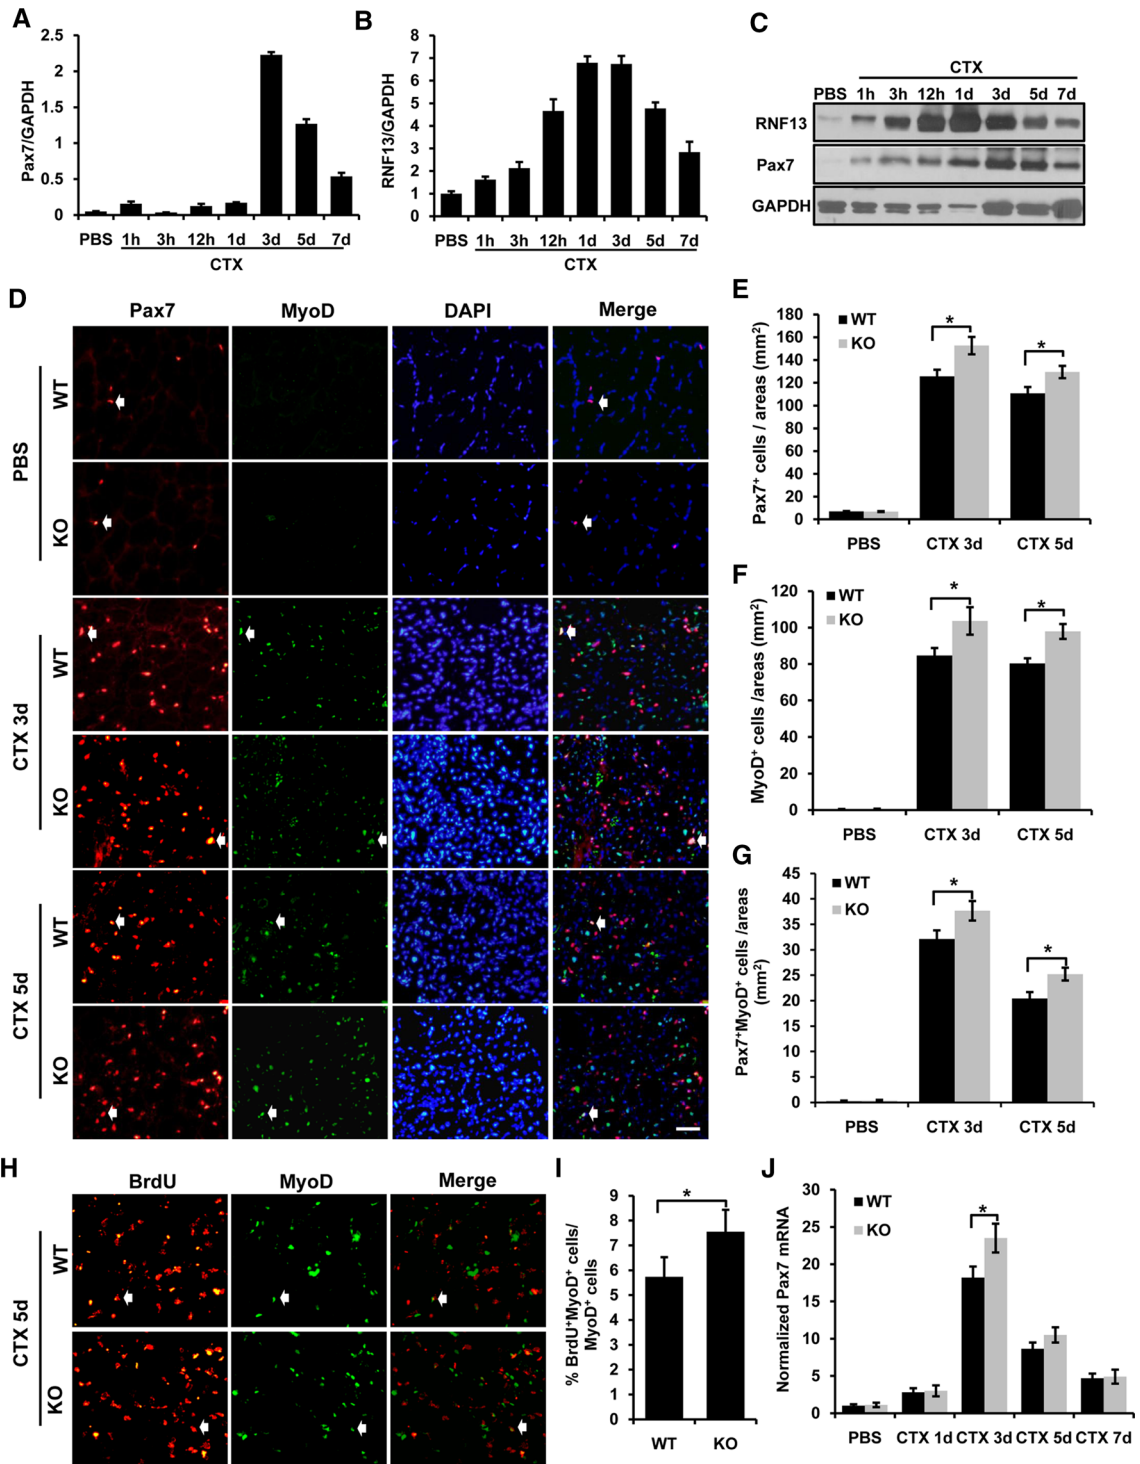 A
2.5
2
1.5
1
0.5
0
Pax7/GAPDH
PBS 1h 3h 12h 1d 3d 5d 7d
CTX
B
8
7
6
5
4
3
2
1
0
RNF13/GAPDH
PBS 1h 3h 12h 1d 3d 5d 7d
CTX
C
CTX
PBS 1h 3h 12h 1d 3d 5d 7d
RNF13
Pax7
GAPDH
D
Pax7 MyoD DAPI Merge
PBS
WT
KO
CTX 3d
WT
KO
CTX 5d
WT
KO
E
180
160
140
120
100
80
60
40
20
0
Pax7⁺ cells / areas (mm²)
WT
KO
*
*
PBS CTX 3d CTX 5d
F
120
100
80
60
40
20
0
MyoD⁺ cells /areas (mm²)
WT
KO
*
*
PBS CTX 3d CTX 5d
G
45
40
35
30
25
20
15
10
5
0
Pax7⁺MyoD⁺ cells /areas
(mm²)
WT
KO
*
*
PBS CTX 3d CTX 5d
H
BrdU MyoD Merge
CTX 5d
WT
KO
I
9
8
7
6
5
4
3
2
1
0
% BrdU⁺MyoD⁺ cells/
MyoD⁺ cells
*
WT KO
J
30
25
20
15
10
5
0
Normalized Pax7 mRNA
WT
KO
*
PBS CTX 1d CTX 3d CTX 5d CTX 7d